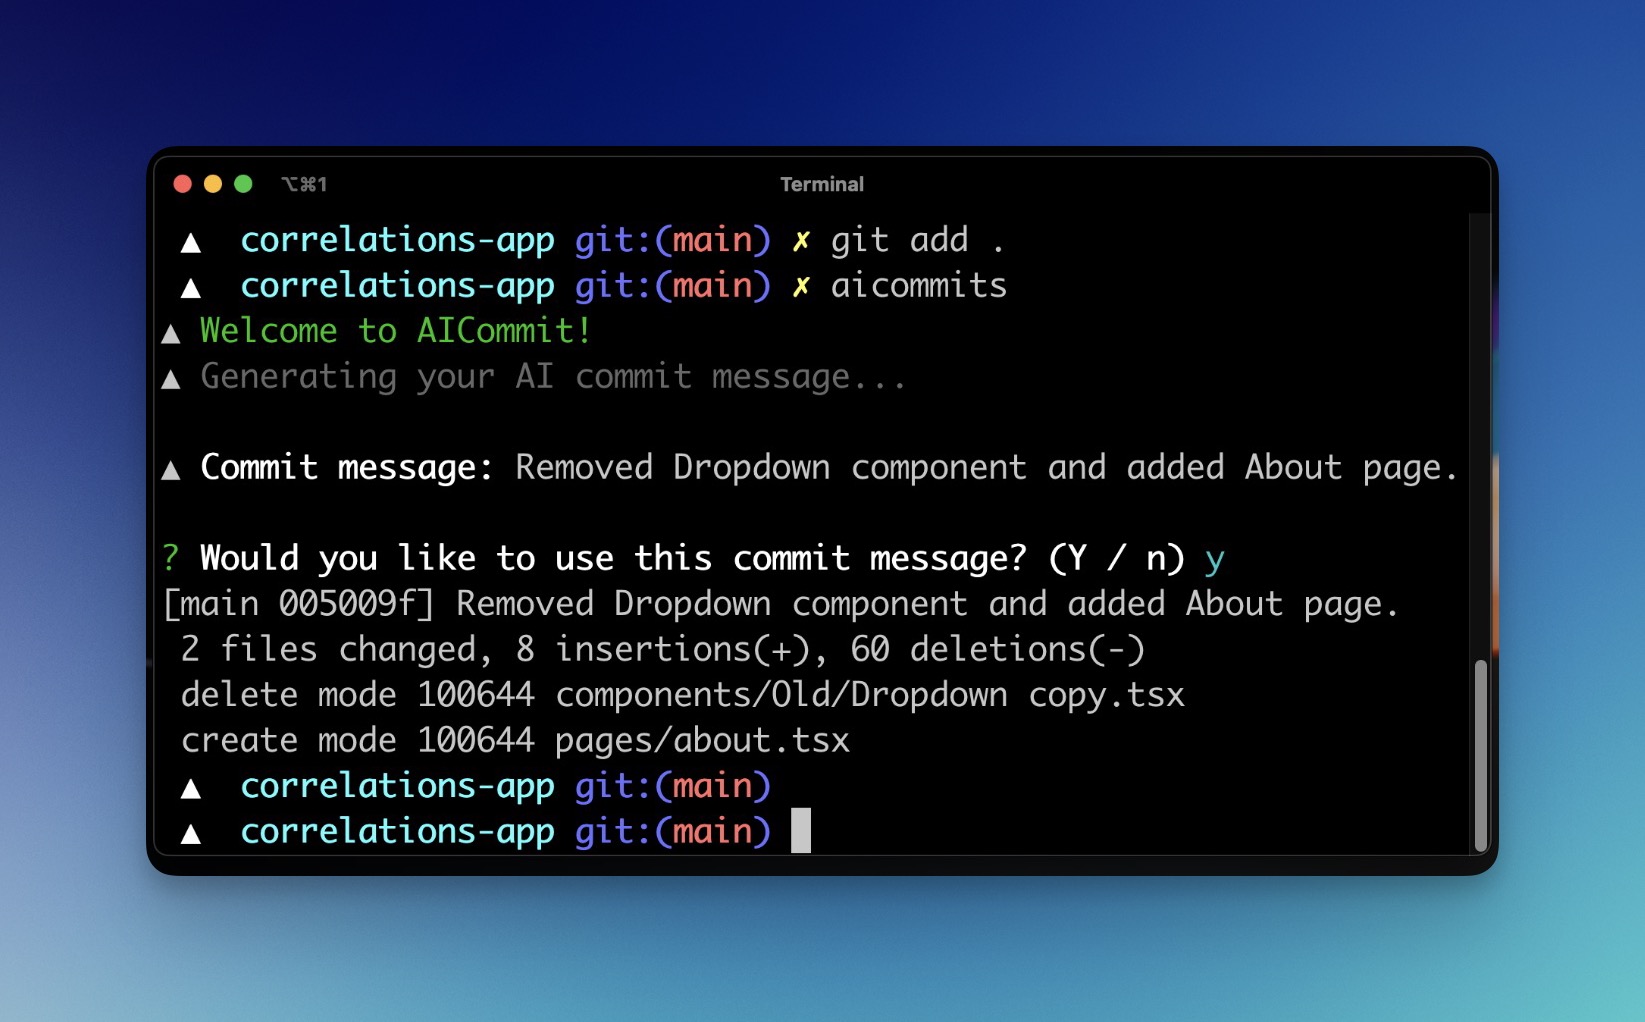 ⌥⌘1
Terminal
▲ correlations-app git:(main) ✗ git add .
▲ correlations-app git:(main) ✗ aicommits
▲ Welcome to AICommit!
▲ Generating your AI commit message...
▲ Commit message: Removed Dropdown component and added About page.
? Would you like to use this commit message? (Y / n) y
[main 005009f] Removed Dropdown component and added About page.
2 files changed, 8 insertions(+), 60 deletions(-)
delete mode 100644 components/Old/Dropdown copy.tsx
create mode 100644 pages/about.tsx
▲ correlations-app git:(main)
▲ correlations-app git:(main)